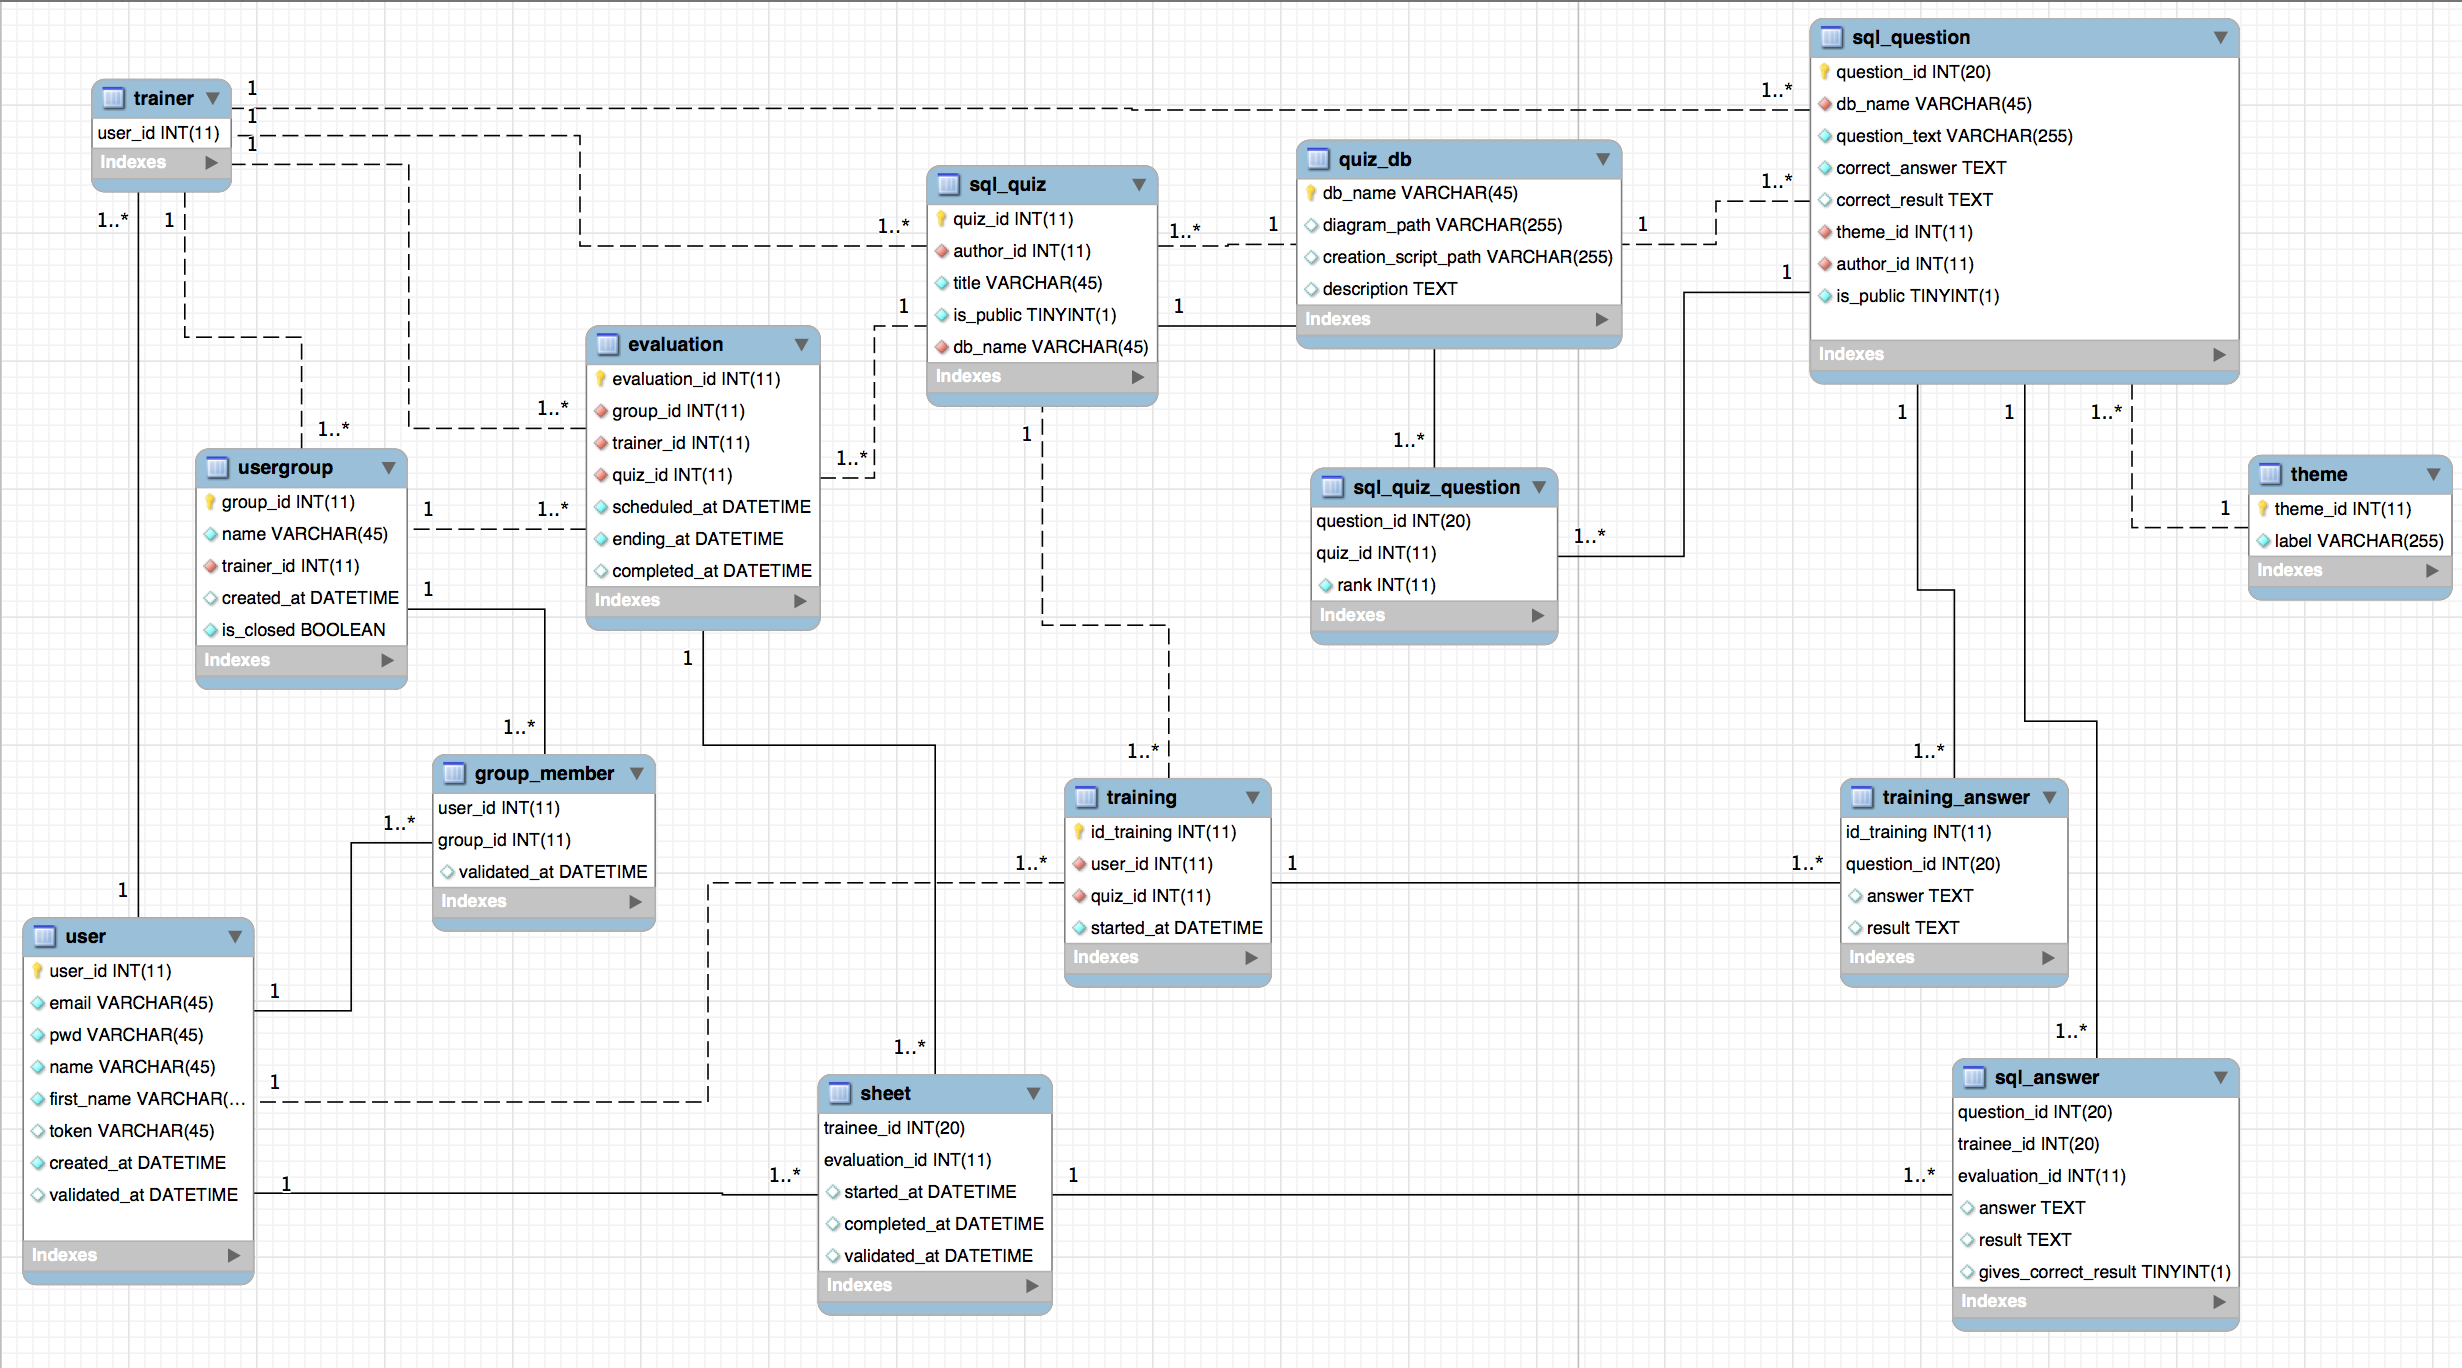 trainer
user_id INT(11)
Indexes
1
1
1
1..*
1
1..*
1..*
1..*
1..*
sql_question
question_id INT(20)
db_name VARCHAR(45)
question_text VARCHAR(255)
correct_answer TEXT
correct_result TEXT
theme_id INT(11)
author_id INT(11)
is_public TINYINT(1)
Indexes
1..*
1
1
1
1..*
sql_quiz
quiz_id INT(11)
author_id INT(11)
title VARCHAR(45)
is_public TINYINT(1)
db_name VARCHAR(45)
Indexes
1..*
1
1
1
quiz_db
db_name VARCHAR(45)
diagram_path VARCHAR(255)
creation_script_path VARCHAR(255)
description TEXT
Indexes
1
1
1..*
evaluation
evaluation_id INT(11)
group_id INT(11)
trainer_id INT(11)
quiz_id INT(11)
scheduled_at DATETIME
ending_at DATETIME
completed_at DATETIME
Indexes
1..*
1..*
1
usergroup
group_id INT(11)
name VARCHAR(45)
trainer_id INT(11)
created_at DATETIME
is_closed BOOLEAN
Indexes
1
1
sql_quiz_question
question_id INT(20)
quiz_id INT(11)
rank INT(11)
Indexes
1..*
theme
theme_id INT(11)
label VARCHAR(255)
Indexes
1
1..*
group_member
user_id INT(11)
group_id INT(11)
validated_at DATETIME
Indexes
1..*
1..*
training
id_training INT(11)
user_id INT(11)
quiz_id INT(11)
started_at DATETIME
Indexes
1..*
1
1..*
training_answer
id_training INT(11)
question_id INT(20)
answer TEXT
result TEXT
Indexes
1..*
1
user
user_id INT(11)
email VARCHAR(45)
pwd VARCHAR(45)
name VARCHAR(45)
first_name VARCHAR(...
token VARCHAR(45)
created_at DATETIME
validated_at DATETIME
Indexes
1
1
1
1..*
1..*
sheet
trainee_id INT(20)
evaluation_id INT(11)
started_at DATETIME
completed_at DATETIME
validated_at DATETIME
Indexes
1
1..*
1..*
sql_answer
question_id INT(20)
trainee_id INT(20)
evaluation_id INT(11)
answer TEXT
result TEXT
gives_correct_result TINYINT(1)
Indexes